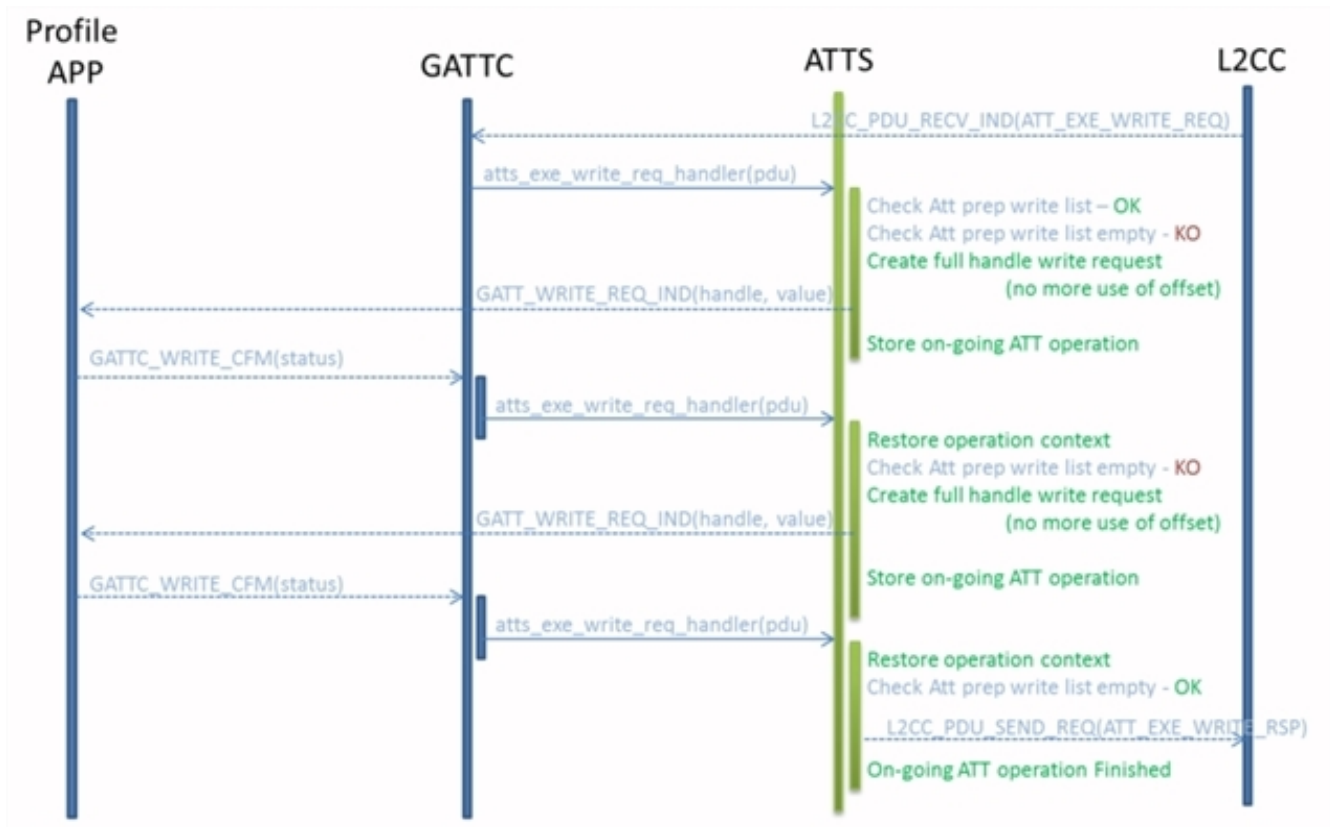 Profile
APP
GATTC
ATTS
L2CC
L2CC_PDU_RECV_IND(ATT_EXE_WRITE_REQ)
atts_exe_write_req_handler(pdu)
Check Att prep write list – OK
Check Att prep write list empty - KO
Create full handle write request
(no more use of offset)
GATT_WRITE_REQ_IND(handle, value)
Store on-going ATT operation
GATTC_WRITE_CFM(status)
atts_exe_write_req_handler(pdu)
Restore operation context
Check Att prep write list empty - KO
Create full handle write request
(no more use of offset)
GATT_WRITE_REQ_IND(handle, value)
Store on-going ATT operation
GATTC_WRITE_CFM(status)
atts_exe_write_req_handler(pdu)
Restore operation context
Check Att prep write list empty - OK
L2CC_PDU_SEND_REQ(ATT_EXE_WRITE_RSP)
On-going ATT operation Finished